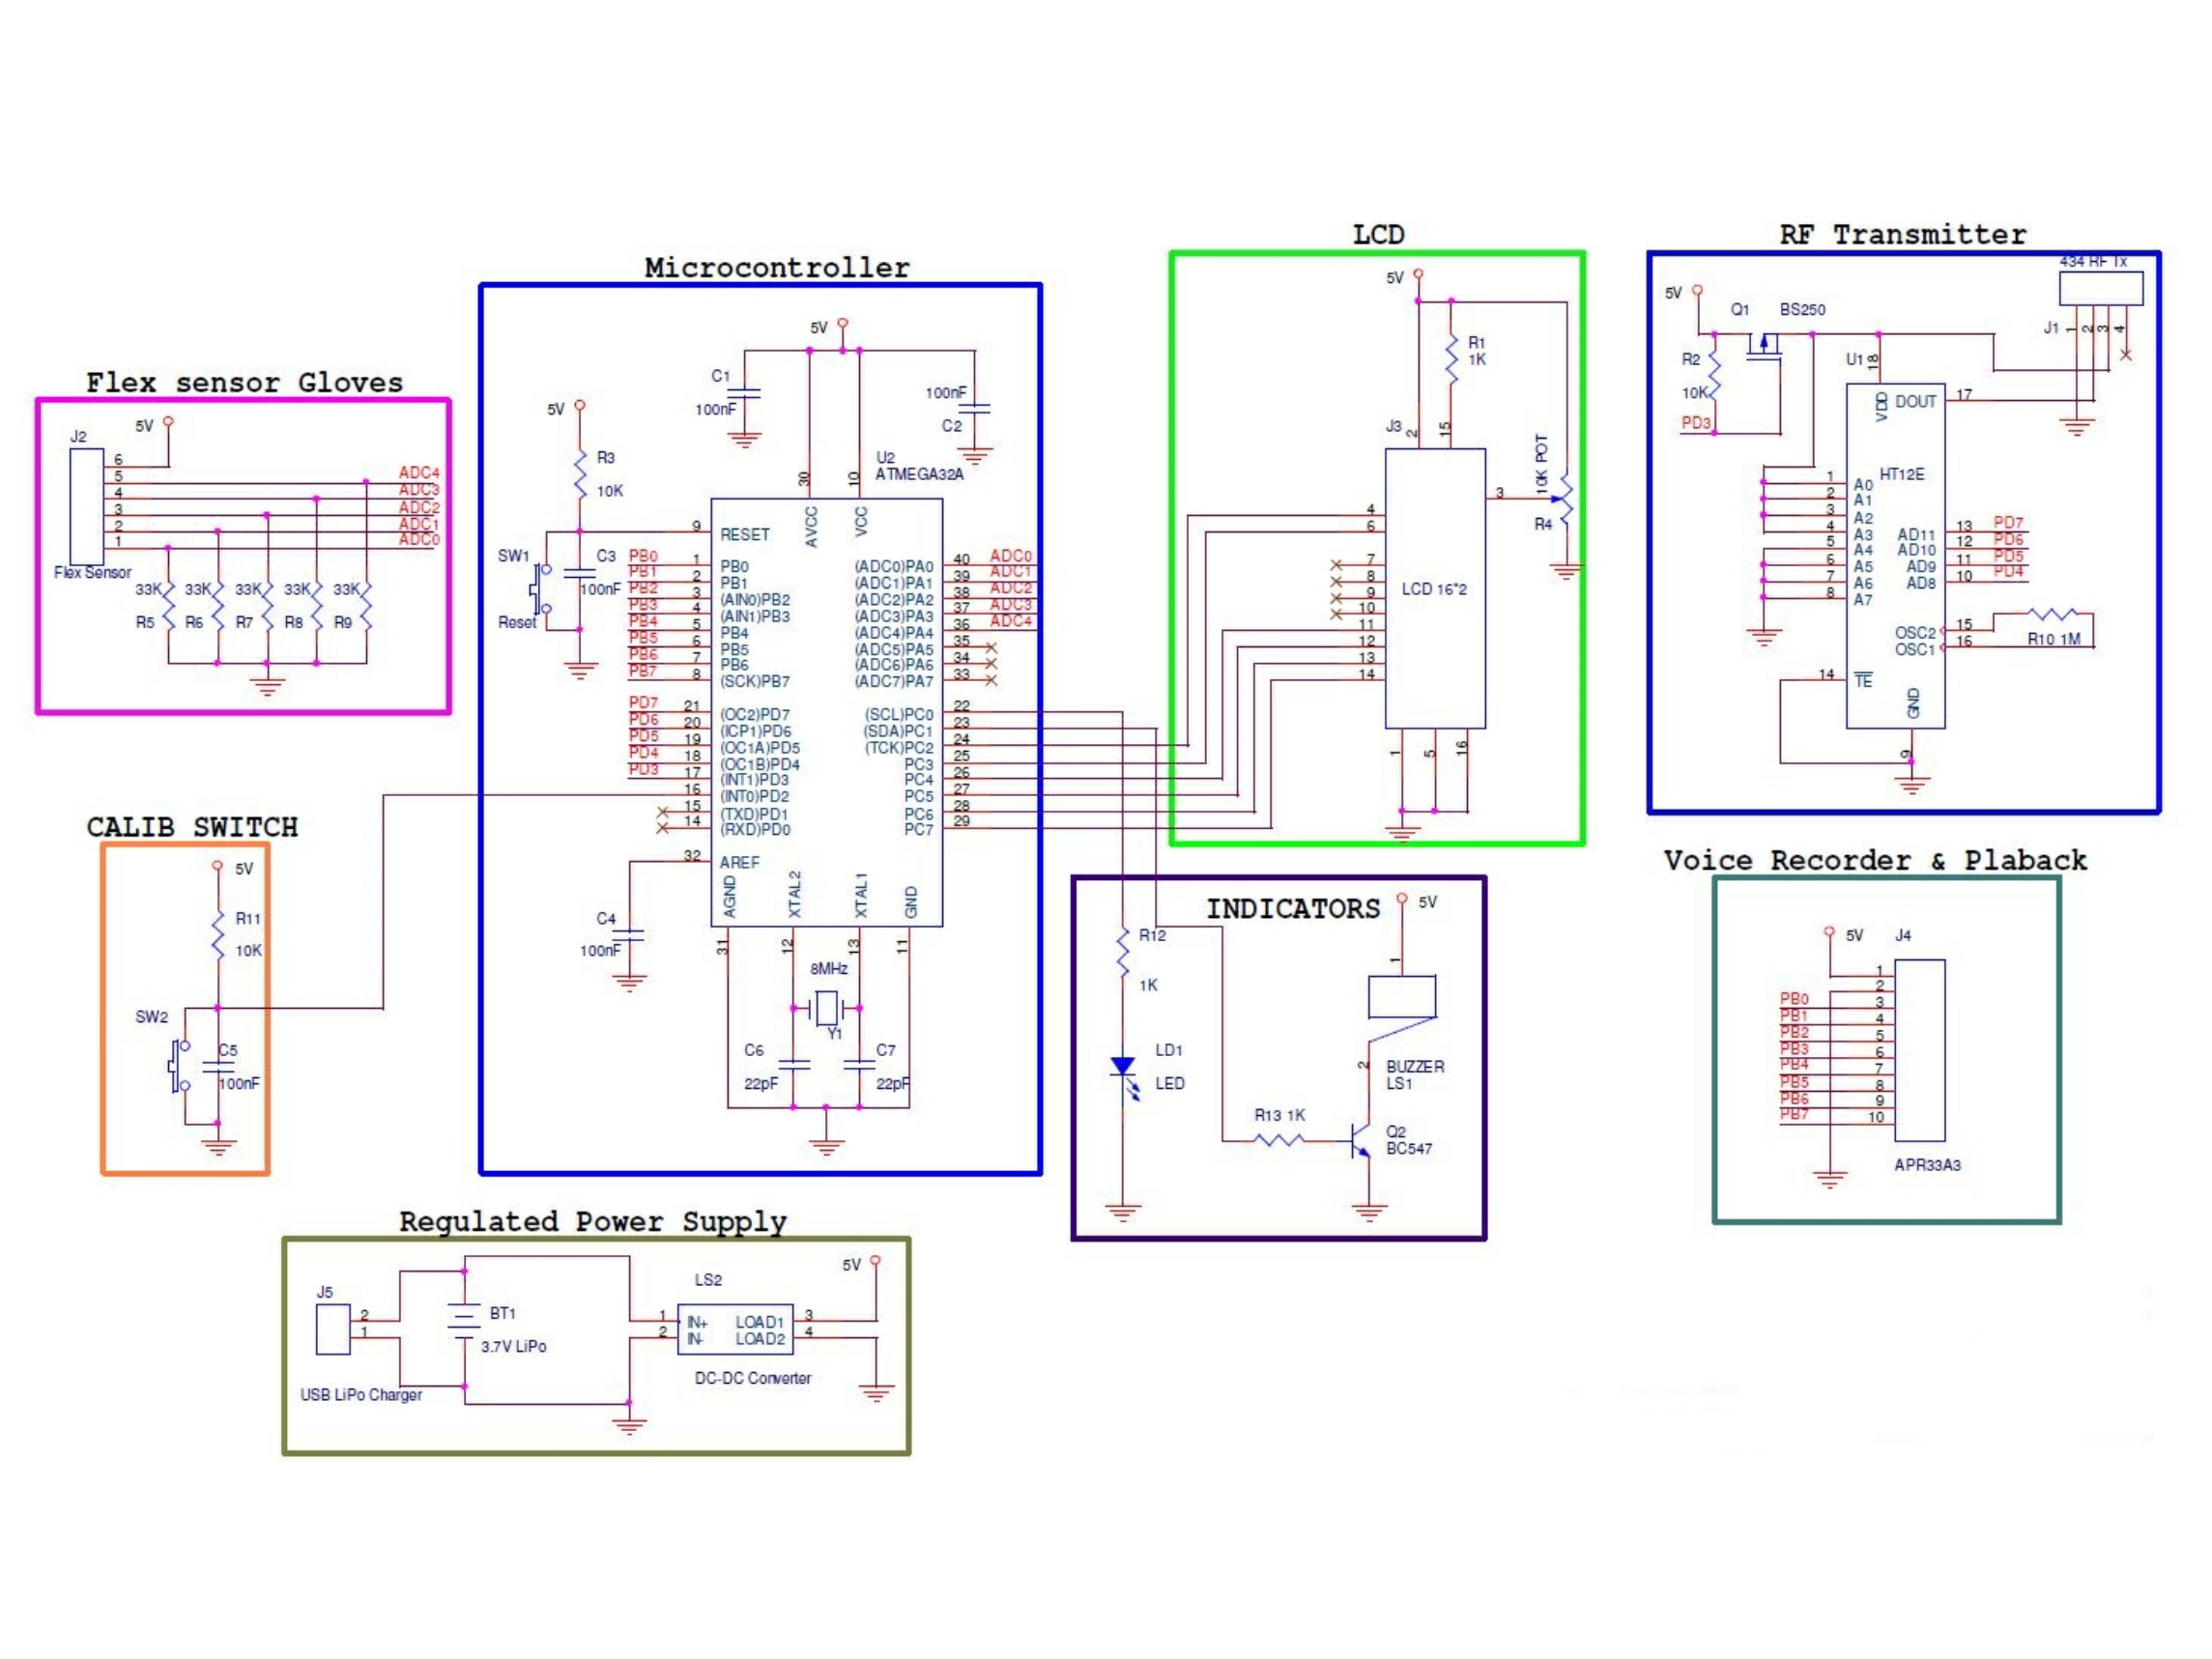 Flex sensor Gloves
J2
5V
6
5
4
3
2
1
ADC4
ADC3
ADC2
ADC1
ADC0
Flex Sensor
33K 33K 33K 33K 33K
R5 R6 R7 R8 R9
CALIB SWITCH
5V
R11
10K
SW2
C5
100nF
Microcontroller
5V
C1
100nF
100nF
C2
5V
R3
10K
U2
ATMEGA32A
SW1
C3
100nF
Reset
30 10
AVCC VCC
9 RESET
PB0 1 PB0
PB1 2 PB1
PB2 3 (AIN0)PB2
PB3 4 (AIN1)PB3
PB4 5 PB4
PB5 6 PB5
PB6 7 PB6
PB7 8 (SCK)PB7
PD7 21 (OC2)PD7
PD6 20 (ICP1)PD6
PD5 19 (OC1A)PD5
PD4 18 (OC1B)PD4
PD3 17 (INT1)PD3
16 (INT0)PD2
15 (TXD)PD1
14 (RXD)PD0
32 AREF
(ADC0)PA0 40 ADC0
(ADC1)PA1 39 ADC1
(ADC2)PA2 38 ADC2
(ADC3)PA3 37 ADC3
(ADC4)PA4 36 ADC4
(ADC5)PA5 35
(ADC6)PA6 34
(ADC7)PA7 33
(SCL)PC0 22
(SDA)PC1 23
(TCK)PC2 24
PC3 25
PC4 26
PC5 27
PC6 28
PC7 29
AGND XTAL2 XTAL1 GND
31 12 13 11
C4
100nF
8MHz
Y1
C6
22pF
C7
22pF
LCD
5V
R1
1K
J3
2 15
10K POT
R4
3
4
6
7
8
9
10
11
12
13
14
LCD 16*2
1 5 16
INDICATORS
5V
R12
1K
1
LD1
LED
2
BUZZER
LS1
R13 1K
Q2
BC547
RF Transmitter
434 RF Tx
5V
Q1 BS250
J1 1 2 3 4
R2
10K
PD3
U1 18
VDD DOUT 17
HT12E
1 A0
2 A1
3 A2
4 A3
5 A4
6 A5
7 A6
8 A7
AD11 13 PD7
AD10 12 PD6
AD9 11 PD5
AD8 10 PD4
OSC2 15
OSC1 16
R10 1M
14 TE
GND
9
Voice Recorder & Plaback
5V J4
1
2
PB0 3
PB1 4
PB2 5
PB3 6
PB4 7
PB5 8
PB6 9
PB7 10
APR33A3
Regulated Power Supply
J5
2
1
BT1
3.7V LiPo
USB LiPo Charger
LS2
5V
1 IN+ LOAD1 3
2 IN- LOAD2 4
DC-DC Converter